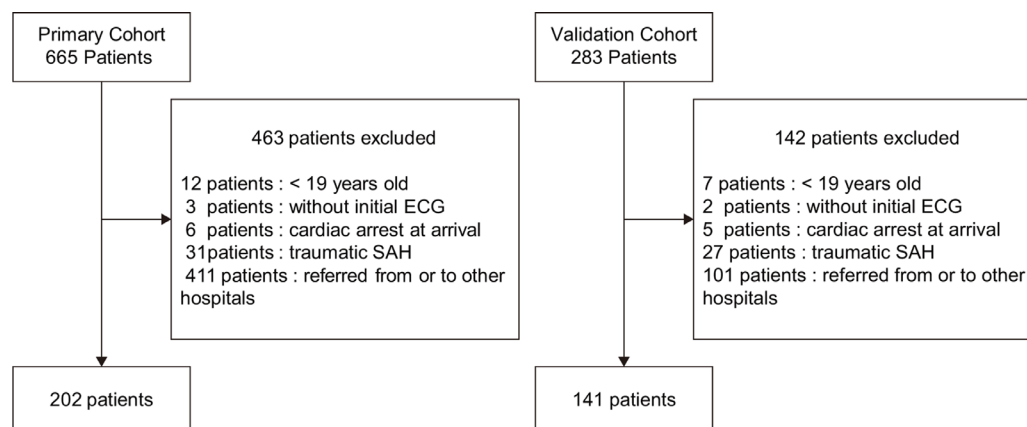 Primary Cohort
665 Patients
463 patients excluded
12 patients : < 19 years old
3 patients : without initial ECG
6 patients : cardiac arrest at arrival
31patients : traumatic SAH
411 patients : referred from or to other
hospitals
202 patients
Validation Cohort
283 Patients
142 patients excluded
7 patients : < 19 years old
2 patients : without initial ECG
5 patients : cardiac arrest at arrival
27 patients : traumatic SAH
101 patients : referred from or to other
hospitals
141 patients